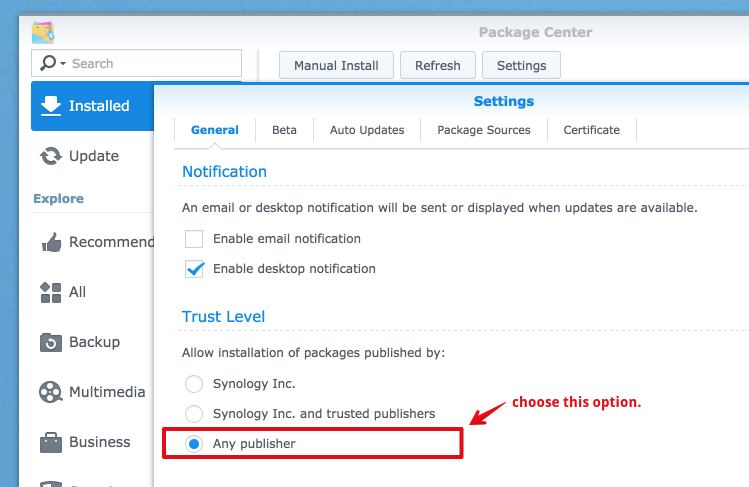 Package Center
Search
Manual Install
Refresh
Settings
Installed
Update
Explore
Recommend
All
Backup
Multimedia
Business
Settings
General
Beta
Auto Updates
Package Sources
Certificate
Notification
An email or desktop notification will be sent or displayed when updates are available.
Enable email notification
Enable desktop notification
Trust Level
Allow installation of packages published by:
Synology Inc.
Synology Inc. and trusted publishers
Any publisher
choose this option.